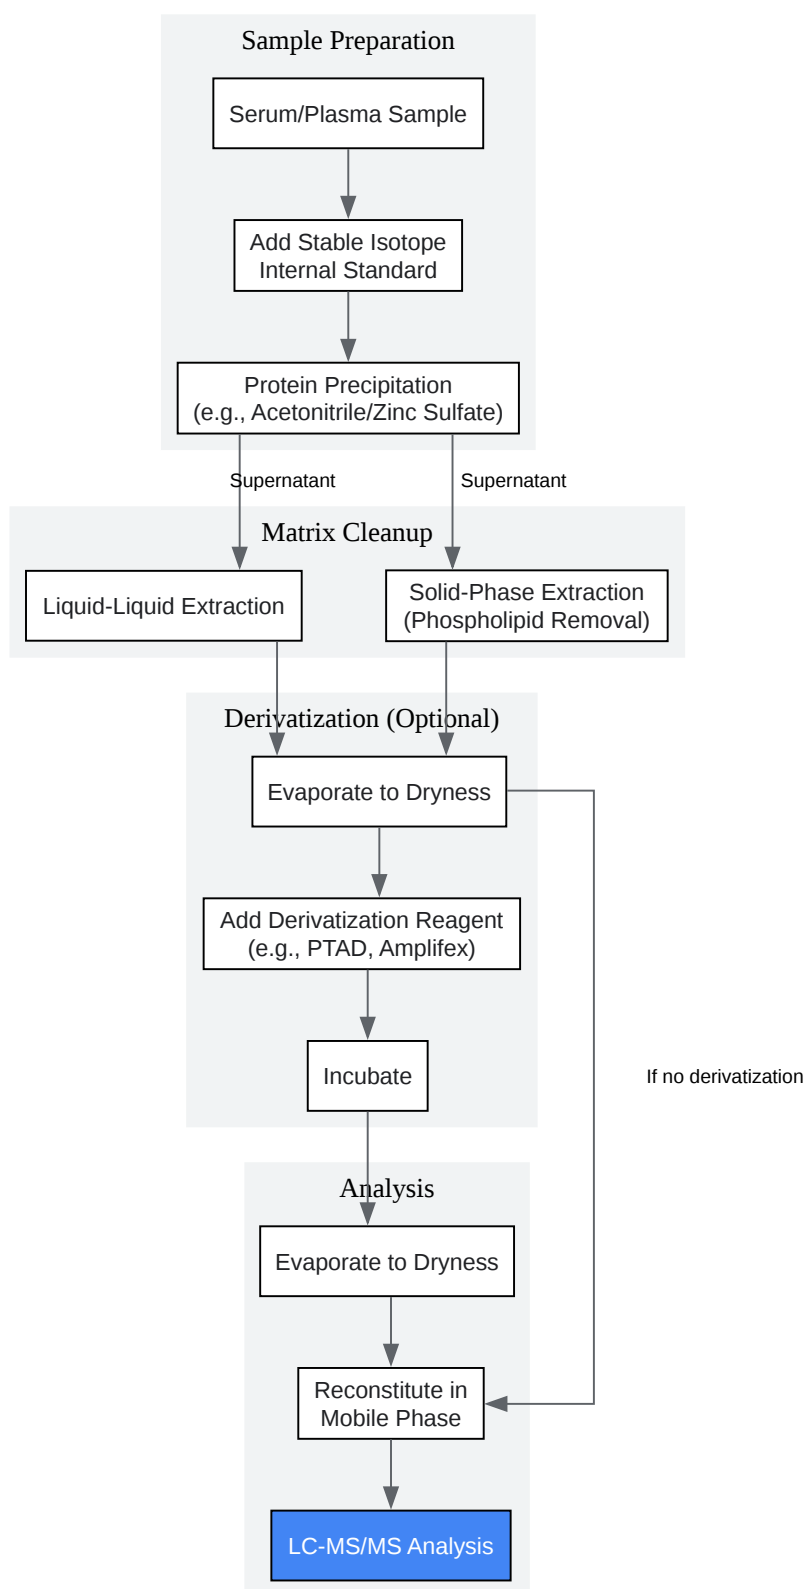 Sample Preparation
Serum/Plasma Sample
Add Stable Isotope
Internal Standard
Protein Precipitation
(e.g., Acetonitrile/Zinc Sulfate)
Supernatant
Supernatant
Matrix Cleanup
Liquid-Liquid Extraction
Solid-Phase Extraction
(Phospholipid Removal)
Derivatization (Optional)
Evaporate to Dryness
Add Derivatization Reagent
(e.g., PTAD, Amplifex)
Incubate
If no derivatization
Analysis
Evaporate to Dryness
Reconstitute in
Mobile Phase
LC-MS/MS Analysis